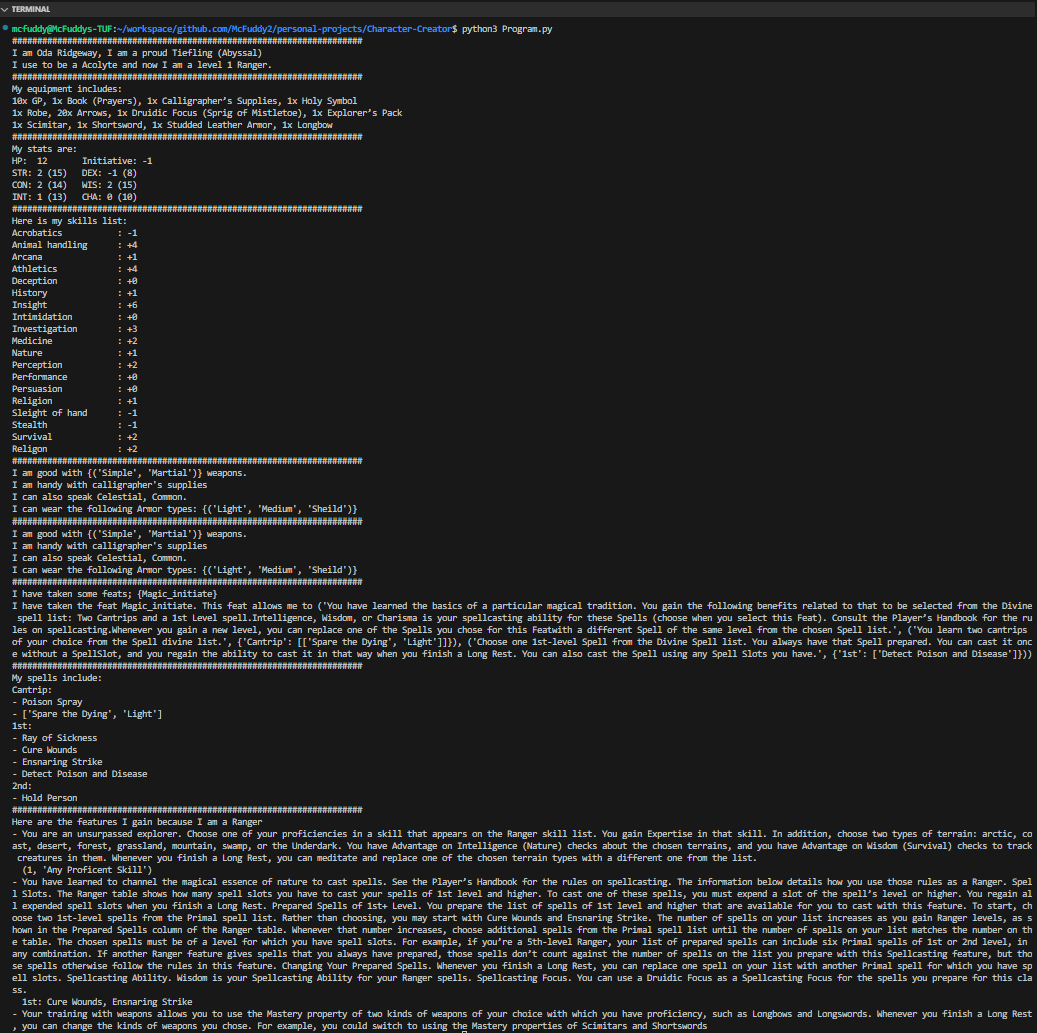 TERMINAL
mcfuddy@McFuddys-TUF:~/workspace/github.com/McFuddy2/personal-projects/Character-Creator$ python3 Program.py
######################################################################
I am Oda Ridgeway, I am a proud Tiefling (Abyssal)
I use to be a Acolyte and now I am a level 1 Ranger.
######################################################################
My equipment includes:
10x GP, 1x Book (Prayers), 1x Calligrapher’s Supplies, 1x Holy Symbol
1x Robe, 20x Arrows, 1x Druidic Focus (Sprig of Mistletoe), 1x Explorer’s Pack
1x Scimitar, 1x Shortsword, 1x Studded Leather Armor, 1x Longbow
######################################################################
My stats are:
HP:  12       Initiative: -1
STR: 2 (15)   DEX: -1 (8)
CON: 2 (14)   WIS: 2 (15)
INT: 1 (13)   CHA: 0 (10)
######################################################################
Here is my skills list:
Acrobatics           : -1
Animal handling      : +4
Arcana               : +1
Athletics            : +4
Deception            : +0
History              : +1
Insight              : +6
Intimidation         : +0
Investigation        : +3
Medicine             : +2
Nature               : +1
Perception           : +2
Performance          : +0
Persuasion           : +0
Religion             : +1
Sleight of hand      : -1
Stealth              : -1
Survival             : +2
Religon              : +2
######################################################################
I am good with {('Simple', 'Martial')} weapons.
I am handy with calligrapher's supplies
I can also speak Celestial, Common.
I can wear the following Armor types: {('Light', 'Medium', 'Sheild')}
######################################################################
I am good with {('Simple', 'Martial')} weapons.
I am handy with calligrapher's supplies
I can also speak Celestial, Common.
I can wear the following Armor types: {('Light', 'Medium', 'Sheild')}
######################################################################
I have taken some feats; {Magic_initiate}
I have taken the feat Magic_initiate. This feat allows me to ('You have learned the basics of a particular magical tradition. You gain the following benefits related to that to be selected from the Divine
 spell list: Two Cantrips and a 1st Level spell.Intelligence, Wisdom, or Charisma is your spellcasting ability for these Spells (choose when you select this Feat). Consult the Player’s Handbook for the ru
les on spellcasting.Whenever you gain a new level, you can replace one of the Spells you chose for this Featwith a different Spell of the same level from the chosen Spell list.', ('You learn two cantrips
of your choice from the Spell divine list.', {'Cantrip': [['Spare the Dying', 'Light']]}), ('Choose one 1st-level Spell from the Divine Spell list. You always have that Spell prepared. You can cast it onc
e without a SpellSlot, and you regain the ability to cast it in that way when you finish a Long Rest. You can also cast the Spell using any Spell Slots you have.', {'1st': ['Detect Poison and Disease']}))
######################################################################
My spells include:
Cantrip:
- Poison Spray
- ['Spare the Dying', 'Light']
1st:
- Ray of Sickness
- Cure Wounds
- Ensnaring Strike
- Detect Poison and Disease
2nd:
- Hold Person
######################################################################
Here are the features I gain because I am a Ranger
- You are an unsurpassed explorer. Choose one of your proficiencies in a skill that appears on the Ranger skill list. You gain Expertise in that skill. In addition, choose two types of terrain: arctic, co
ast, desert, forest, grassland, mountain, swamp, or the Underdark. You have Advantage on Intelligence (Nature) checks about the chosen terrains, and you have Advantage on Wisdom (Survival) checks to track
 creatures in them. Whenever you finish a Long Rest, you can meditate and replace one of the chosen terrain types with a different one from the list.
  (1, 'Any Proficent Skill')
- You have learned to channel the magical essence of nature to cast spells. See the Player’s Handbook for the rules on spellcasting. The information below details how you use those rules as a Ranger. Spel
l Slots. The Ranger table shows how many spell slots you have to cast your spells of 1st level and higher. To cast one of these spells, you must expend a slot of the spell’s level or higher. You regain al
l expended spell slots when you finish a Long Rest. Prepared Spells of 1st+ Level. You prepare the list of spells of 1st level and higher that are available for you to cast with this feature. To start, ch
oose two 1st-level spells from the Primal spell list. Rather than choosing, you may start with Cure Wounds and Ensnaring Strike. The number of spells on your list increases as you gain Ranger levels, as s
hown in the Prepared Spells column of the Ranger table. Whenever that number increases, choose additional spells from the Primal spell list until the number of spells on your list matches the number on th
e table. The chosen spells must be of a level for which you have spell slots. For example, if you’re a 5th-level Ranger, your list of prepared spells can include six Primal spells of 1st or 2nd level, in
any combination. If another Ranger feature gives spells that you always have prepared, those spells don’t count against the number of spells on the list you prepare with this Spellcasting feature, but tho
se spells otherwise follow the rules in this feature. Changing Your Prepared Spells. Whenever you finish a Long Rest, you can replace one spell on your list with another Primal spell for which you have sp
ell slots. Spellcasting Ability. Wisdom is your Spellcasting Ability for your Ranger spells. Spellcasting Focus. You can use a Druidic Focus as a Spellcasting Focus for the spells you prepare for this cla
ss.
  1st: Cure Wounds, Ensnaring Strike
- Your training with weapons allows you to use the Mastery property of two kinds of weapons of your choice with which you have proficiency, such as Longbows and Longswords. Whenever you finish a Long Rest
, you can change the kinds of weapons you chose. For example, you could switch to using the Mastery properties of Scimitars and Shortswords